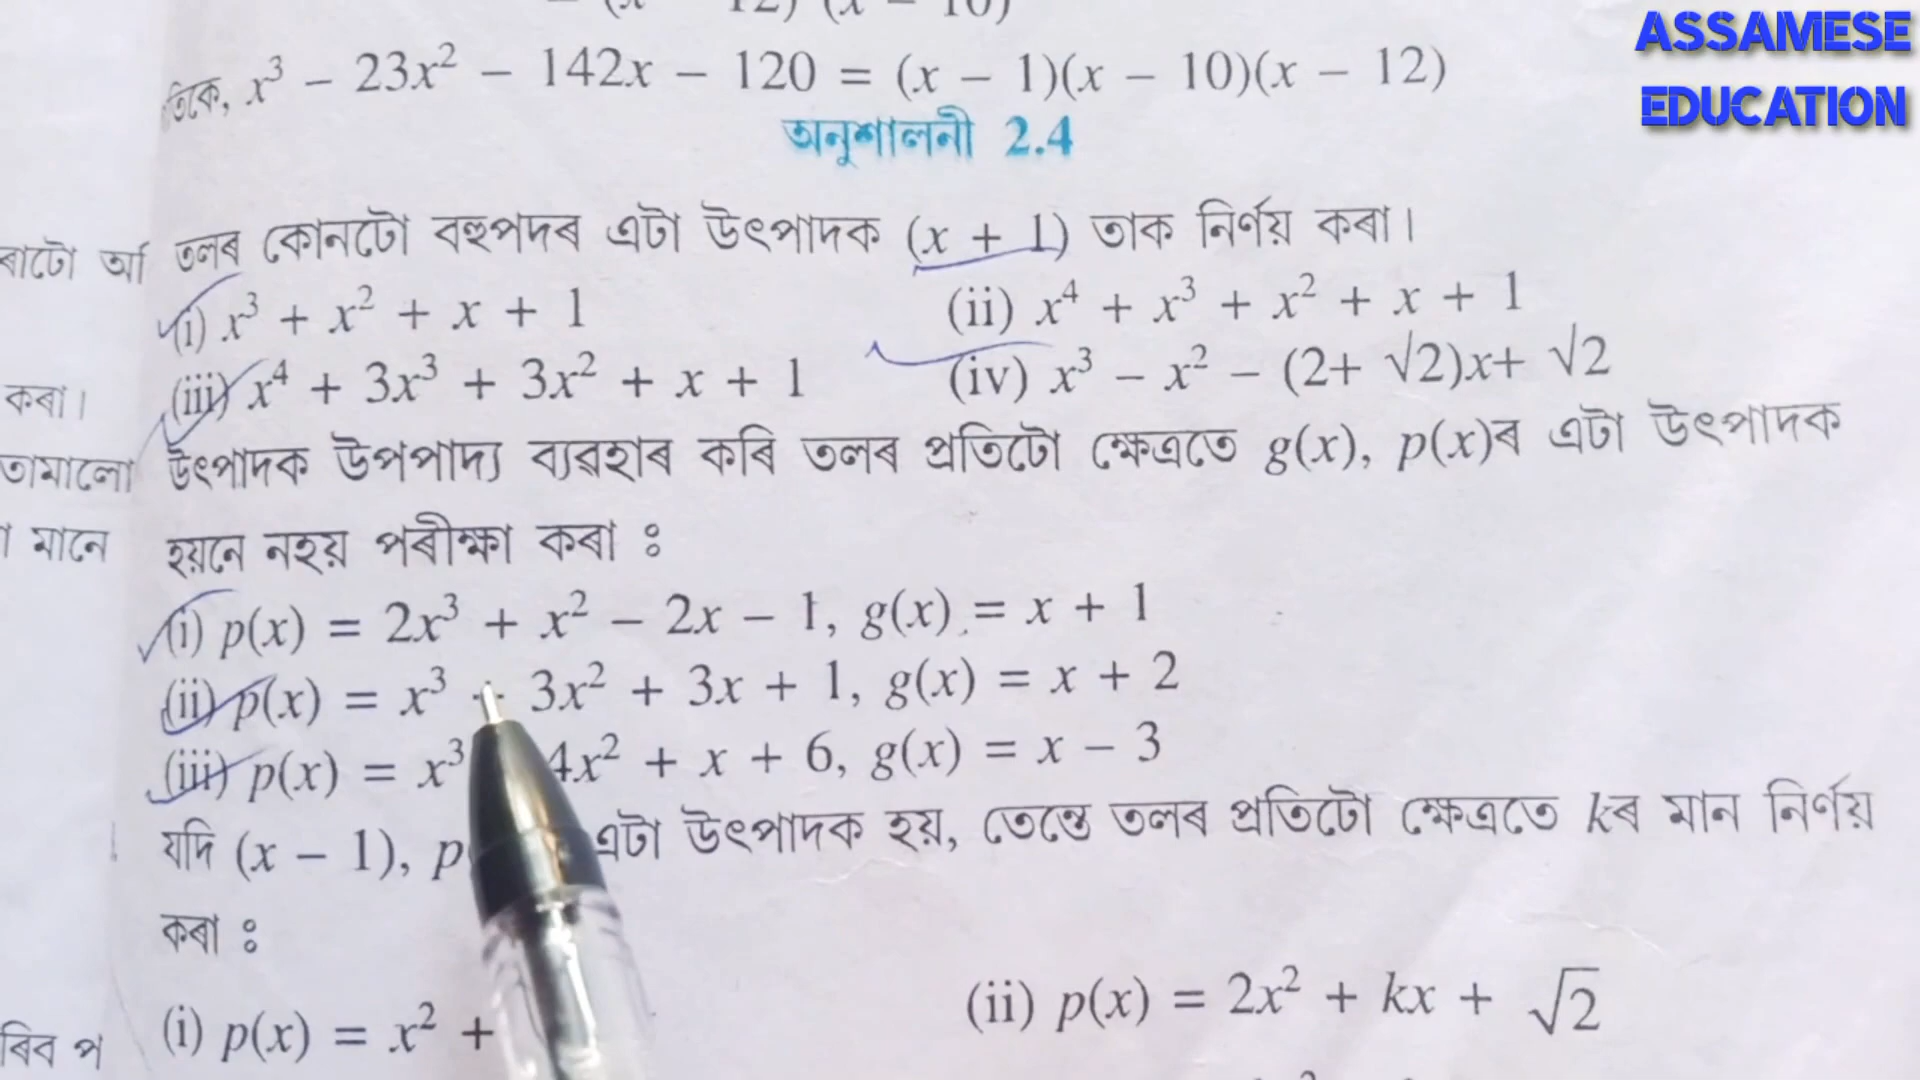 ASSAMESE
EDUCATION
x³ – 23x² – 142x – 120 = (x – 1)(x – 10)(x – 12)
অনুশীলনী 2.4
ৰাটো
তলৰ কোনটো বহুপদৰ এটা উৎপাদক (x + 1) তাক নিৰ্ণয় কৰা।
(i) x³ + x² + x + 1 (ii) x⁴ + x³ + x² + x + 1
কৰা।
(iii) x⁴ + 3x³ + 3x² + x + 1 (iv) x³ – x² – (2+ √2)x+ √2
তামালো
উৎপাদক উপপাদ্য ব্যৱহাৰ কৰি তলৰ প্ৰতিটো ক্ষেত্ৰতে g(x), p(x)ৰ এটা উৎপাদক
মানে
হয়নে নহয় পৰীক্ষা কৰা ঃ
(i) p(x) = 2x³ + x² – 2x – 1, g(x) = x + 1
(ii) p(x) = x³ 3x² + 3x + 1, g(x) = x + 2
(iii) p(x) = x³ 4x² + x + 6, g(x) = x – 3
যদি (x – 1), p এটা উৎপাদক হয়, তেন্তে তলৰ প্ৰতিটো ক্ষেত্ৰতে kৰ মান নিৰ্ণয়
কৰা ঃ
(i) p(x) = x² + (ii) p(x) = 2x² + kx + √2